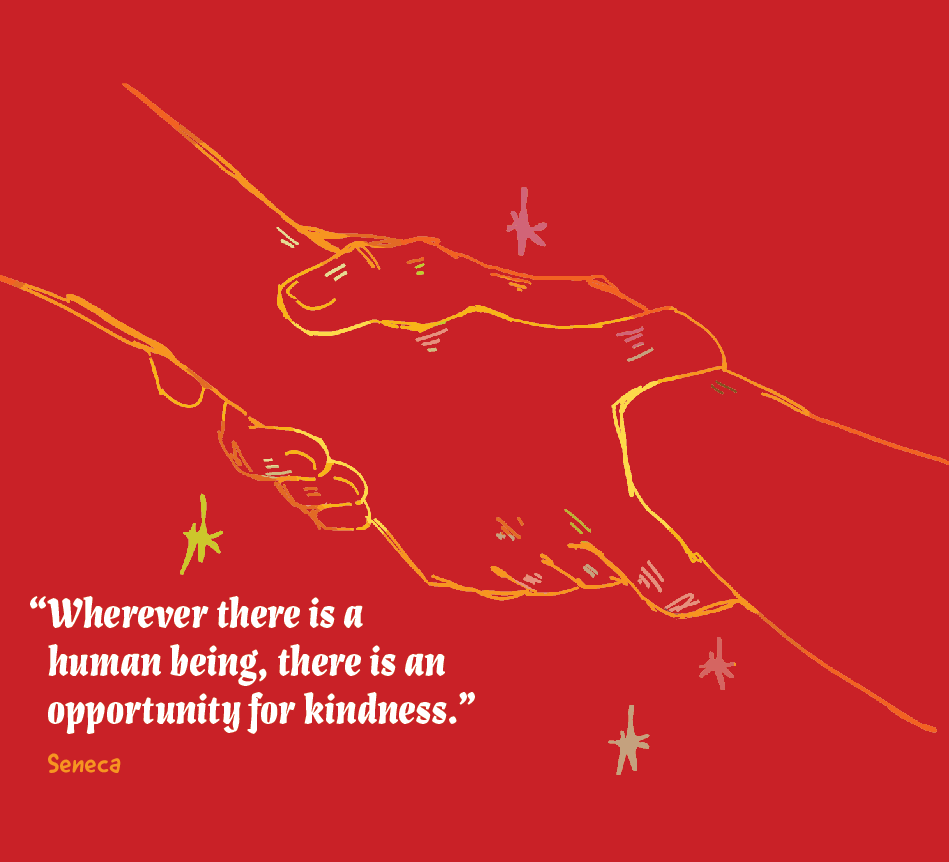 “Wherever there is a
human being, there is an
opportunity for kindness.”
Seneca